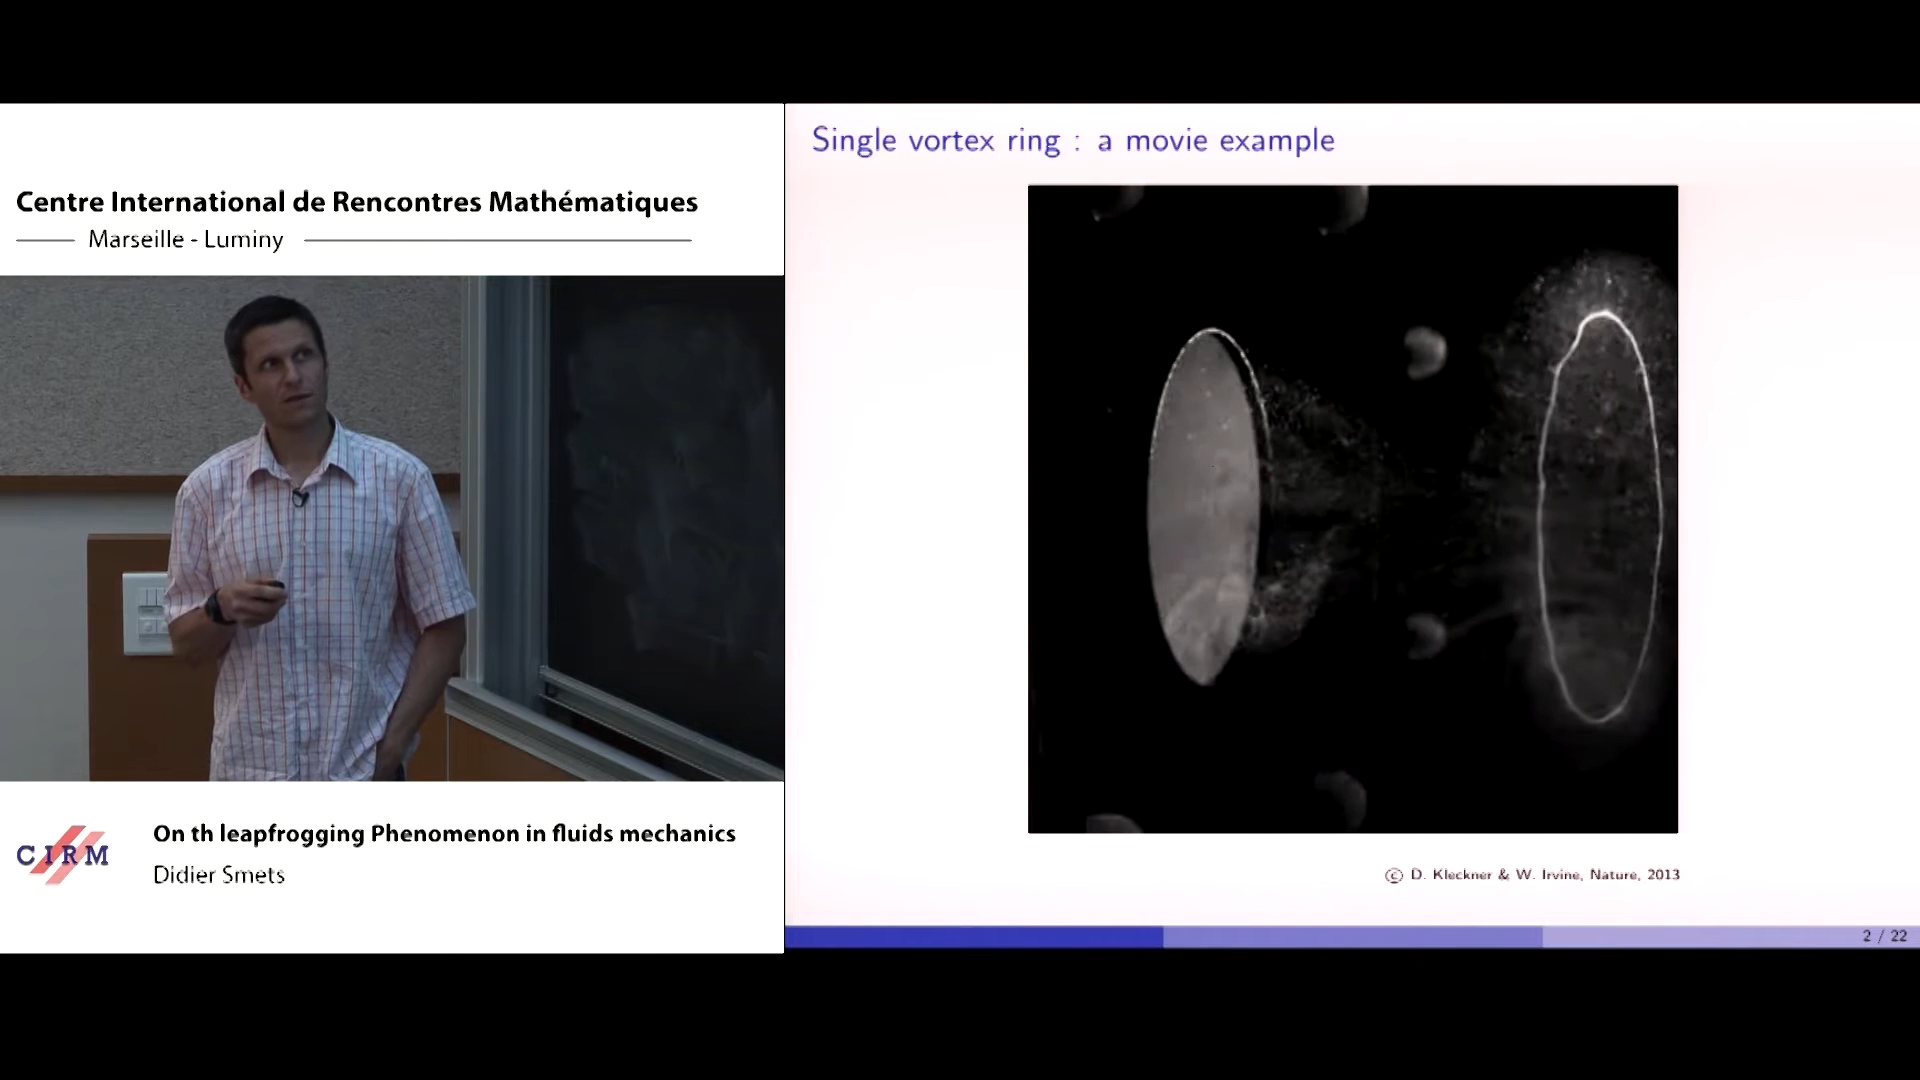 Centre International de Rencontres Mathématiques
Marseille - Luminy
CIRM
On th leapfrogging Phenomenon in fluids mechanics
Didier Smets
Single vortex ring : a movie example
© D. Kleckner & W. Irvine, Nature, 2013
2 / 22